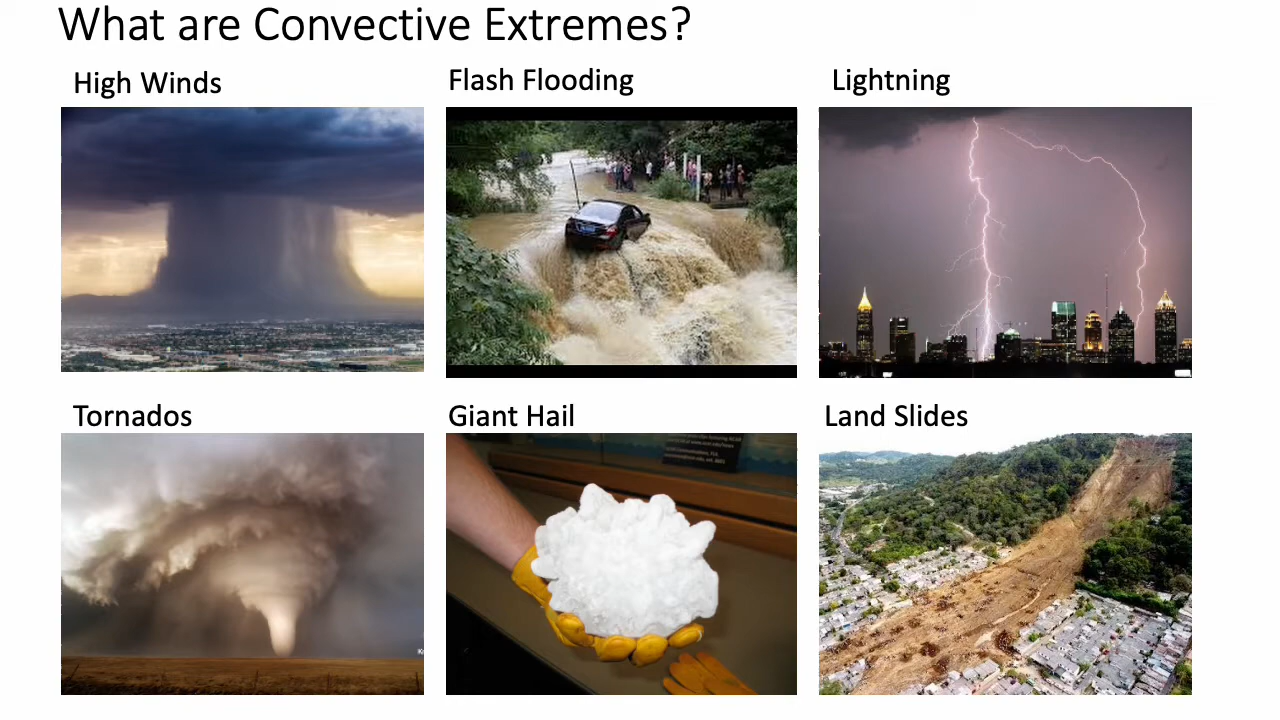 What are Convective Extremes?
High Winds
Flash Flooding
Lightning
Tornados
Giant Hail
Land Slides